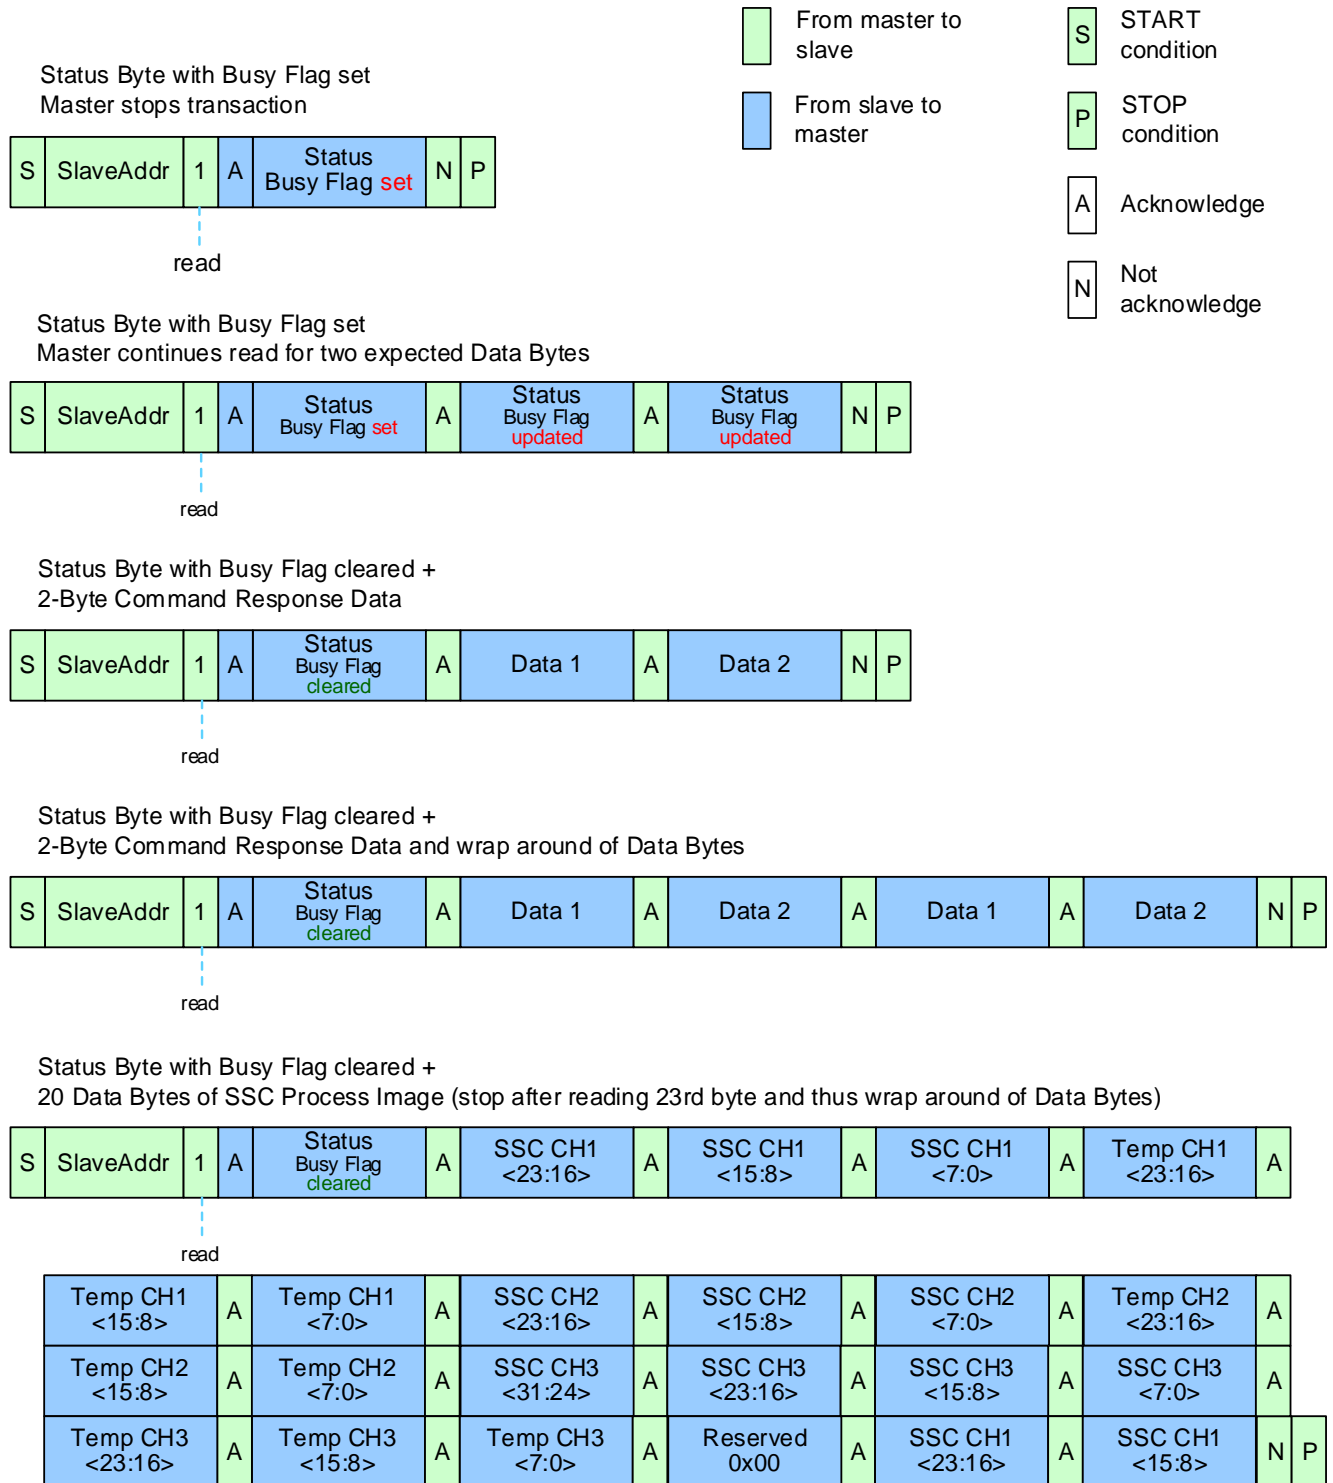 From master to
slave
START
condition
From slave to
master
STOP
condition
Acknowledge
Not
acknowledge
S
P
A
N
Status Byte with Busy Flag set
Master stops transaction
S SlaveAddr 1 A Status Busy Flag set N P
read
Status Byte with Busy Flag set
Master continues read for two expected Data Bytes
S SlaveAddr 1 A Status Busy Flag set A Status Busy Flag updated A Status Busy Flag updated N P
read
Status Byte with Busy Flag cleared +
2-Byte Command Response Data
S SlaveAddr 1 A Status Busy Flag cleared A Data 1 A Data 2 N P
read
Status Byte with Busy Flag cleared +
2-Byte Command Response Data and wrap around of Data Bytes
S SlaveAddr 1 A Status Busy Flag cleared A Data 1 A Data 2 A Data 1 A Data 2 N P
read
Status Byte with Busy Flag cleared +
20 Data Bytes of SSC Process Image (stop after reading 23rd byte and thus wrap around of Data Bytes)
S SlaveAddr 1 A Status Busy Flag cleared A SSC CH1 <23:16> A SSC CH1 <15:8> A SSC CH1 <7:0> A Temp CH1 <23:16> A
read
Temp CH1 <15:8> A Temp CH1 <7:0> A SSC CH2 <23:16> A SSC CH2 <15:8> A SSC CH2 <7:0> A Temp CH2 <23:16> A
Temp CH2 <15:8> A Temp CH2 <7:0> A SSC CH3 <31:24> A SSC CH3 <23:16> A SSC CH3 <15:8> A SSC CH3 <7:0> A
Temp CH3 <23:16> A Temp CH3 <15:8> A Temp CH3 <7:0> A Reserved 0x00 A SSC CH1 <23:16> A SSC CH1 <15:8> N P